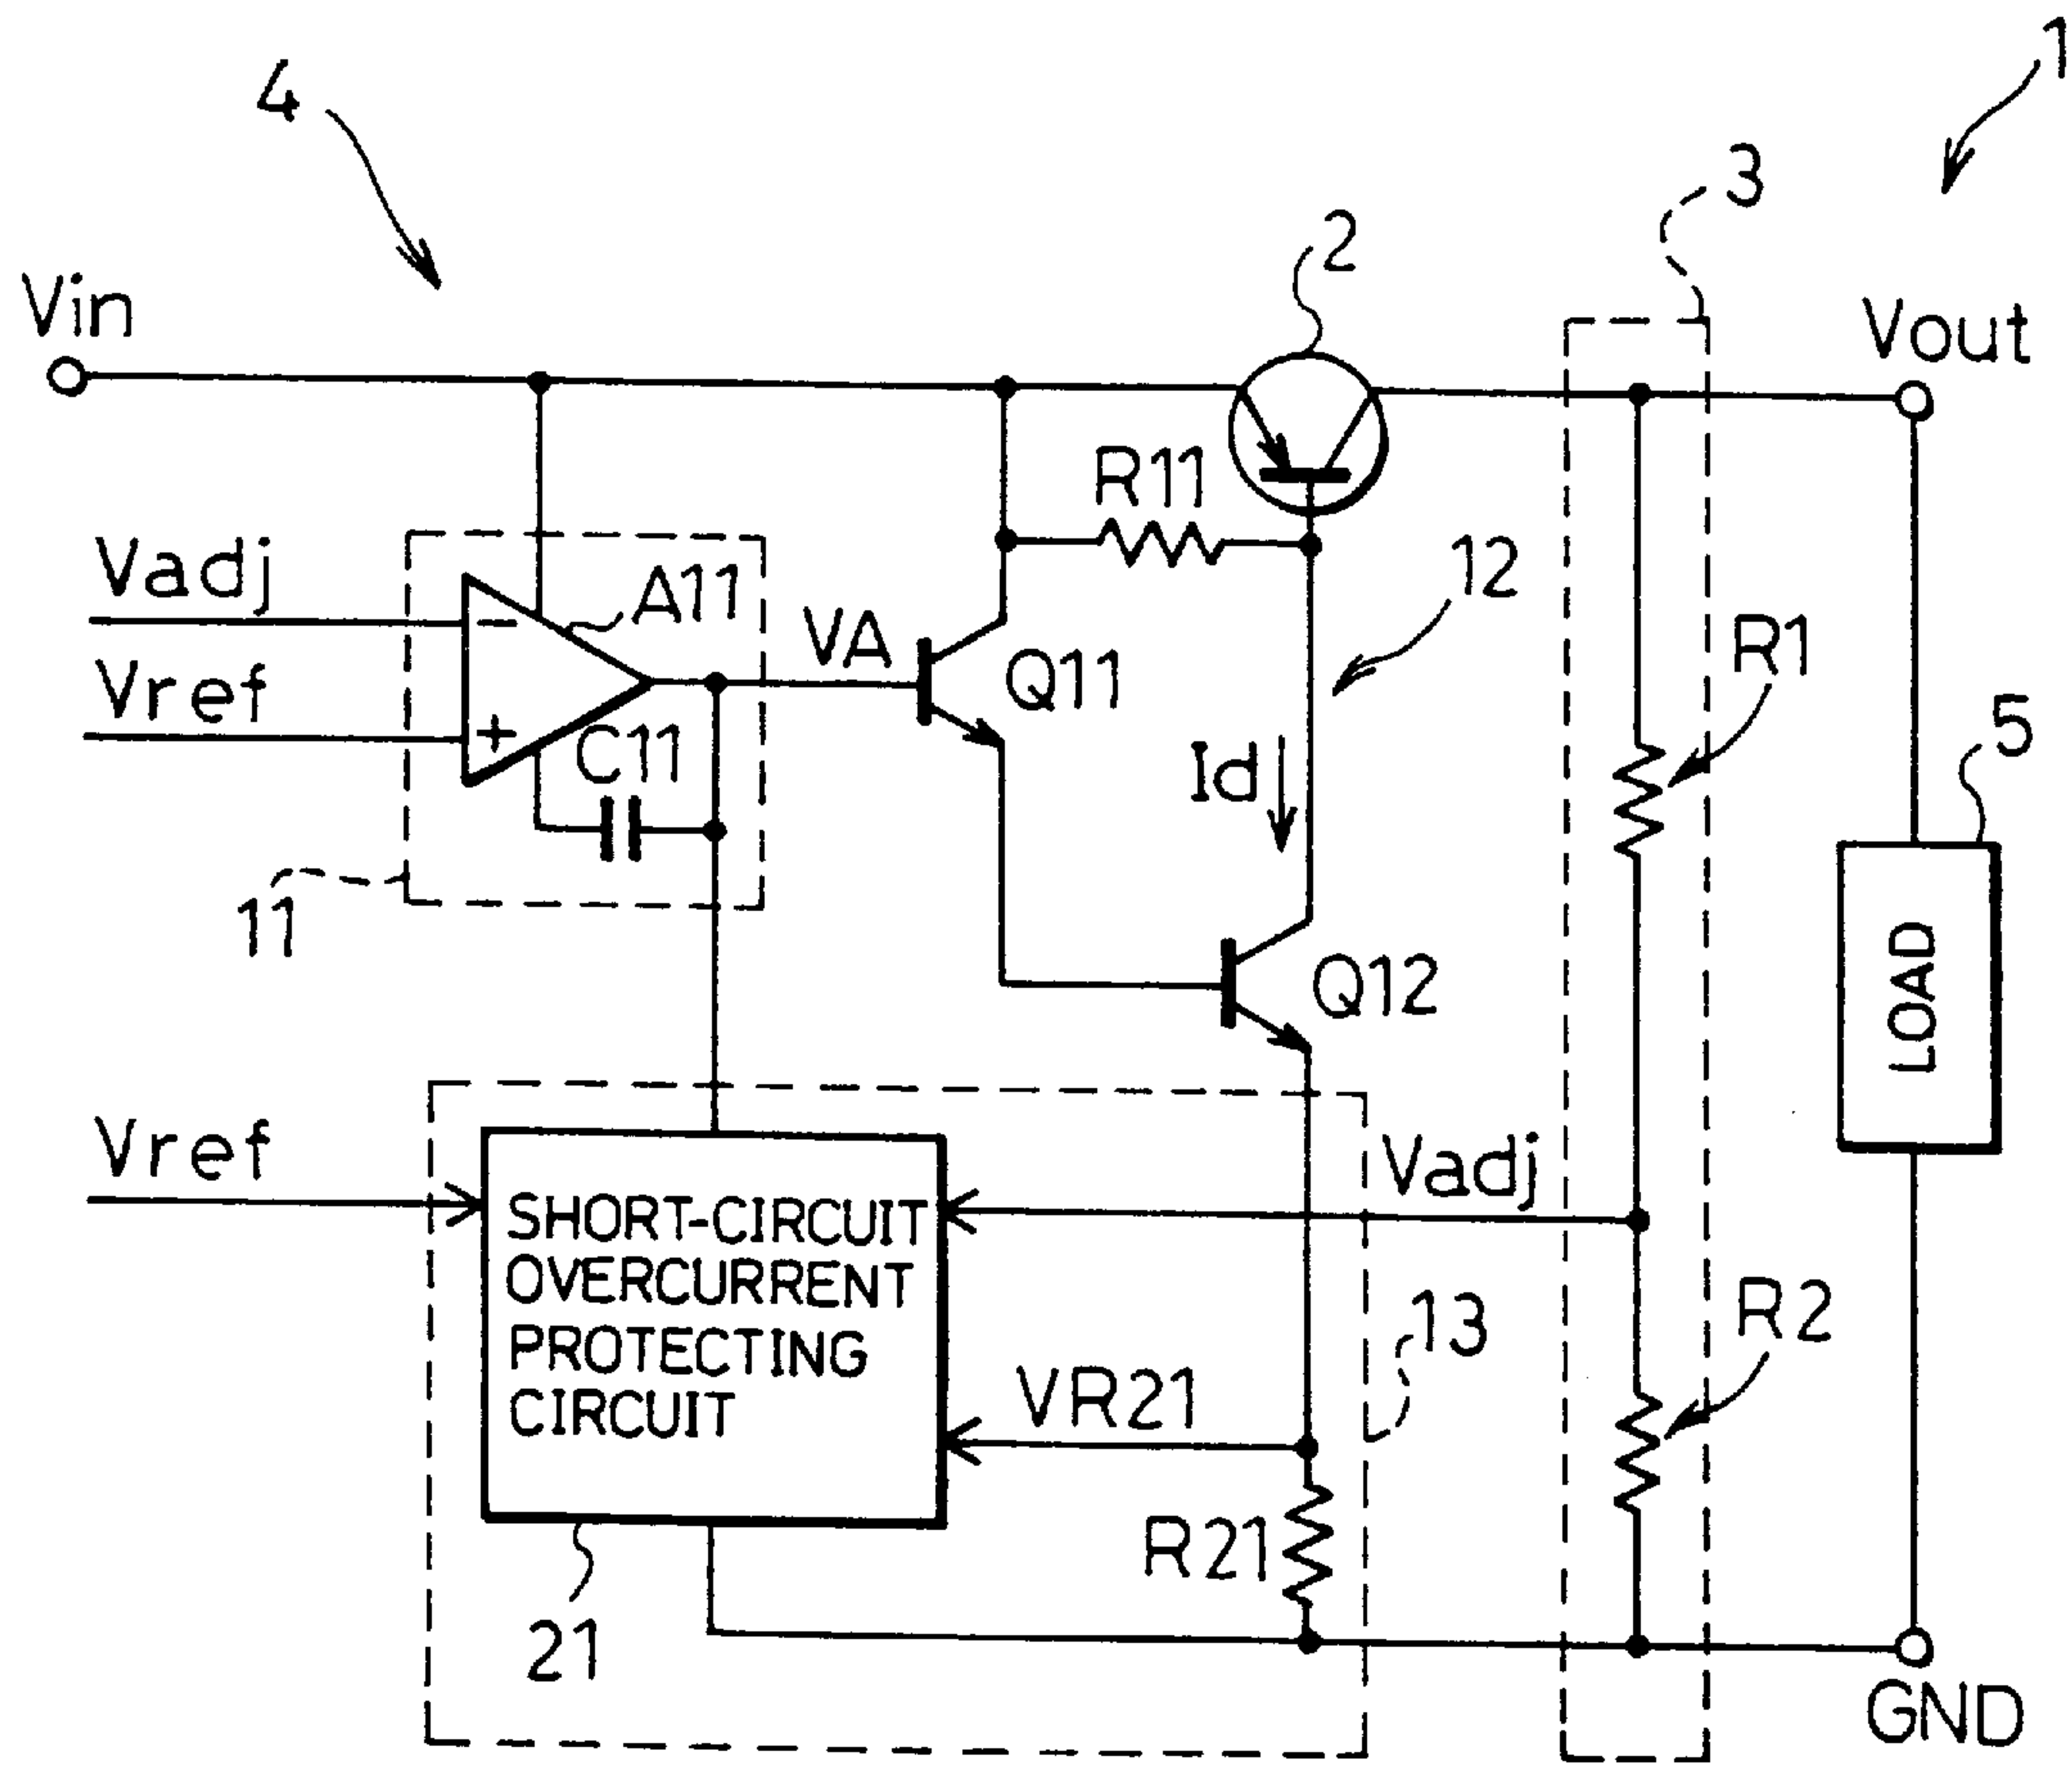 1
4
3
2
Vin
Vout
R11
Vadj
A11
12
VA
Vref
Q11
R1
C11
Id
5
11
LOAD
Q12
Vref
Vadj
SHORT-CIRCUIT
OVERCURRENT
PROTECTING
CIRCUIT
R2
13
VR21
R21
21
GND
-
+